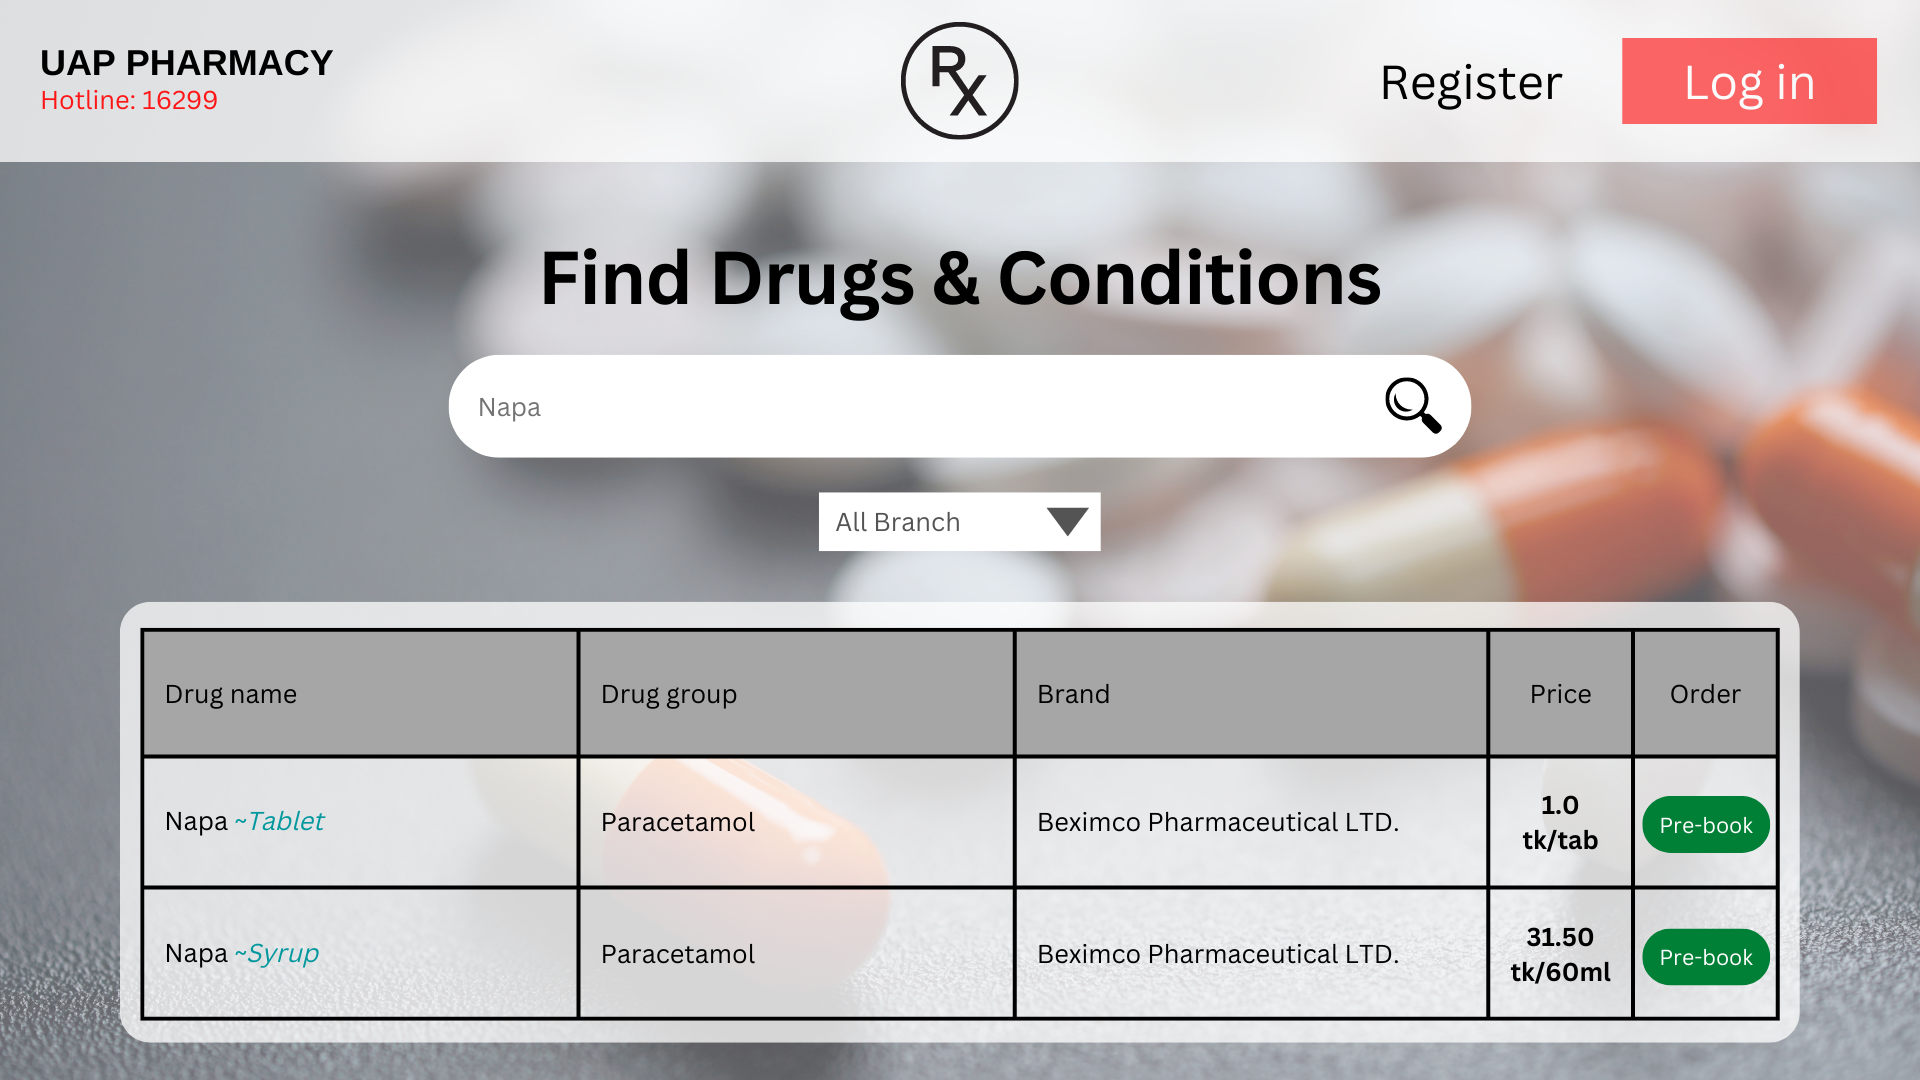 UAP PHARMACY
Hotline: 16299
Rx
Register
Log in
Find Drugs & Conditions
Napa
All Branch
Drug name
Drug group
Brand
Price
Order
Napa ~Tablet
Paracetamol
Beximco Pharmaceutical LTD.
1.0
tk/tab
Pre-book
Napa ~Syrup
Paracetamol
Beximco Pharmaceutical LTD.
31.50
tk/60ml
Pre-book